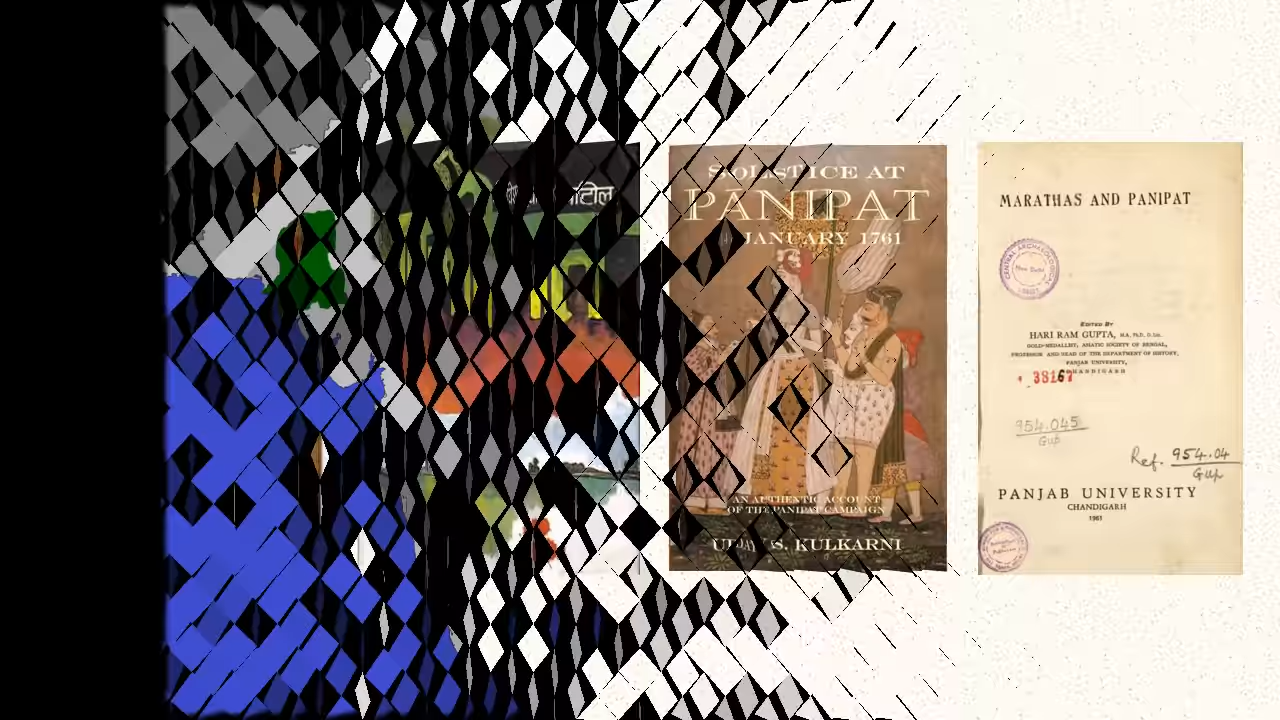 पाटील
SOLSTICE AT
PANIPAT
JANUARY 1761
AN AUTHENTIC ACCOUNT
OF THE PANIPAT CAMPAIGN
UDAY S. KULKARNI
MARATHAS AND PANIPAT
New Delhi
EDITED BY
HARI RAM GUPTA, M.A., Ph.D., D.Litt.
GOLD-MEDALLIST, ASIATIC SOCIETY OF BENGAL,
PROFESSOR AND HEAD OF THE DEPARTMENT OF HISTORY,
PANJAB UNIVERSITY,
CHANDIGARH
38167
954.045
Gup
Ref. 954.04
Gup
PANJAB UNIVERSITY
CHANDIGARH
1961